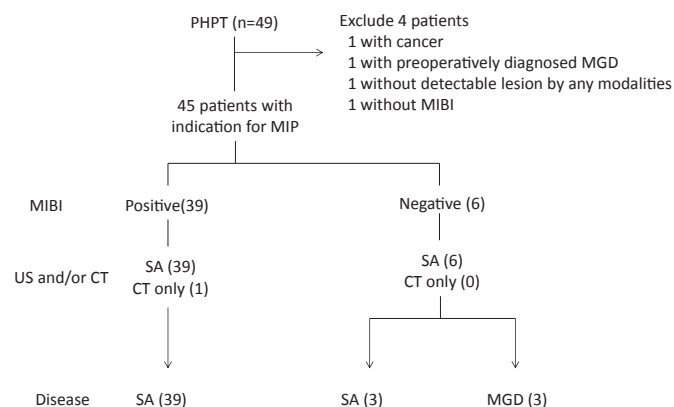 PHPT (n=49)
Exclude 4 patients
1 with cancer
1 with preoperatively diagnosed MGD
1 without detectable lesion by any modalities
1 without MIBI
45 patients with
indication for MIP
MIBI
Positive(39)
Negative (6)
US and/or CT
SA (39)
CT only (1)
SA (6)
CT only (0)
Disease
SA (39)
SA (3)
MGD (3)